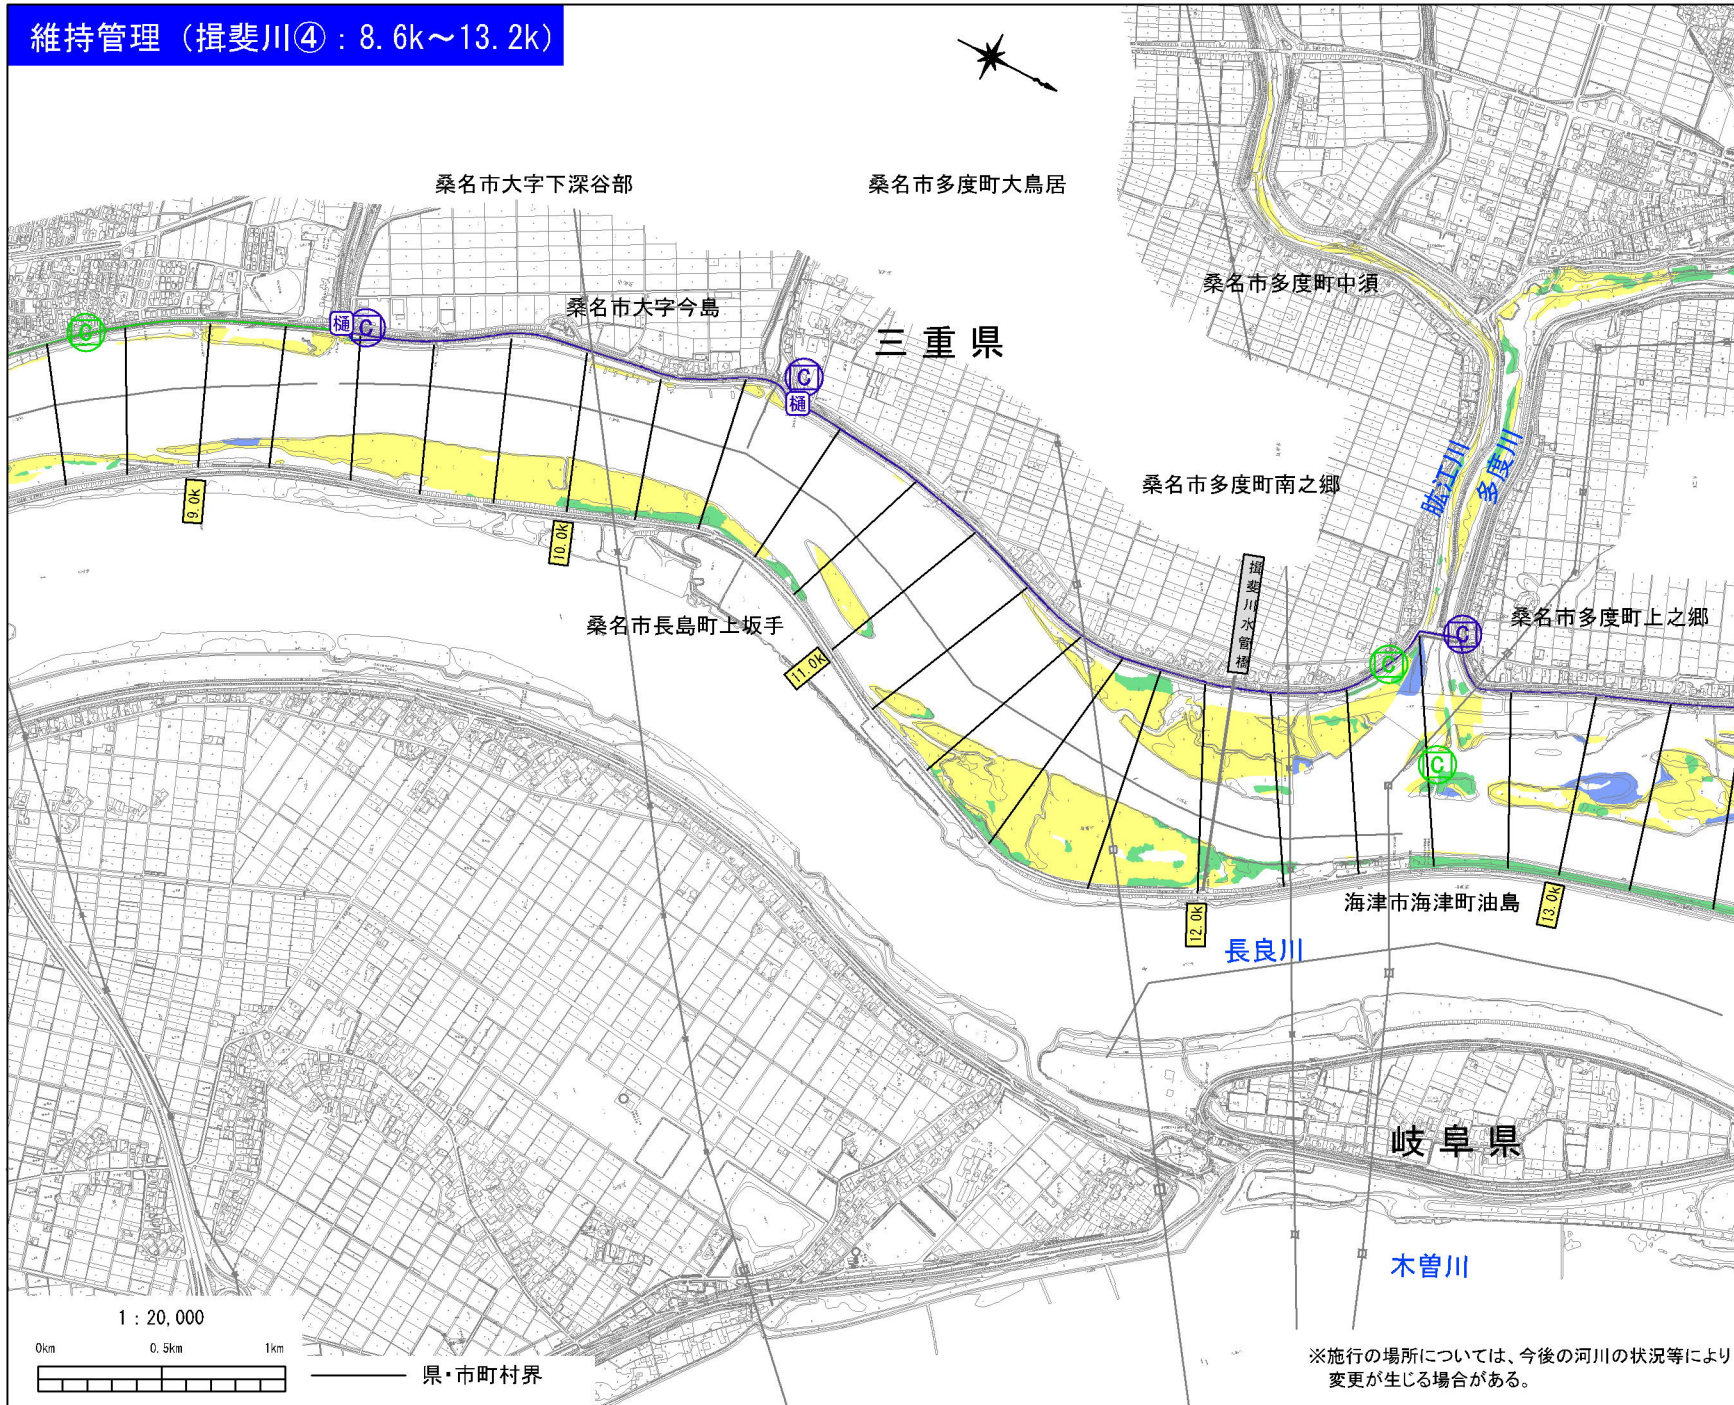 維持管理（揖斐川④：8.6k～13.2k）
桑名市大字下深谷部
桑名市多度町大鳥居
桑名市多度町中須
桑名市大字今島
三重県
C
樋
C
C
樋
桑名市多度町南之郷
肱江川
多度川
9.0k
10.0k
揖斐川水管橋
桑名市長島町上坂手
桑名市多度町上之郷
C
C
11.0k
C
海津市海津町油島
12.0k
13.0k
長良川
岐阜県
木曽川
1：20,000
0km 0.5km 1km
県・市町村界
※施行の場所については、今後の河川の状況等により
変更が生じる場合がある。